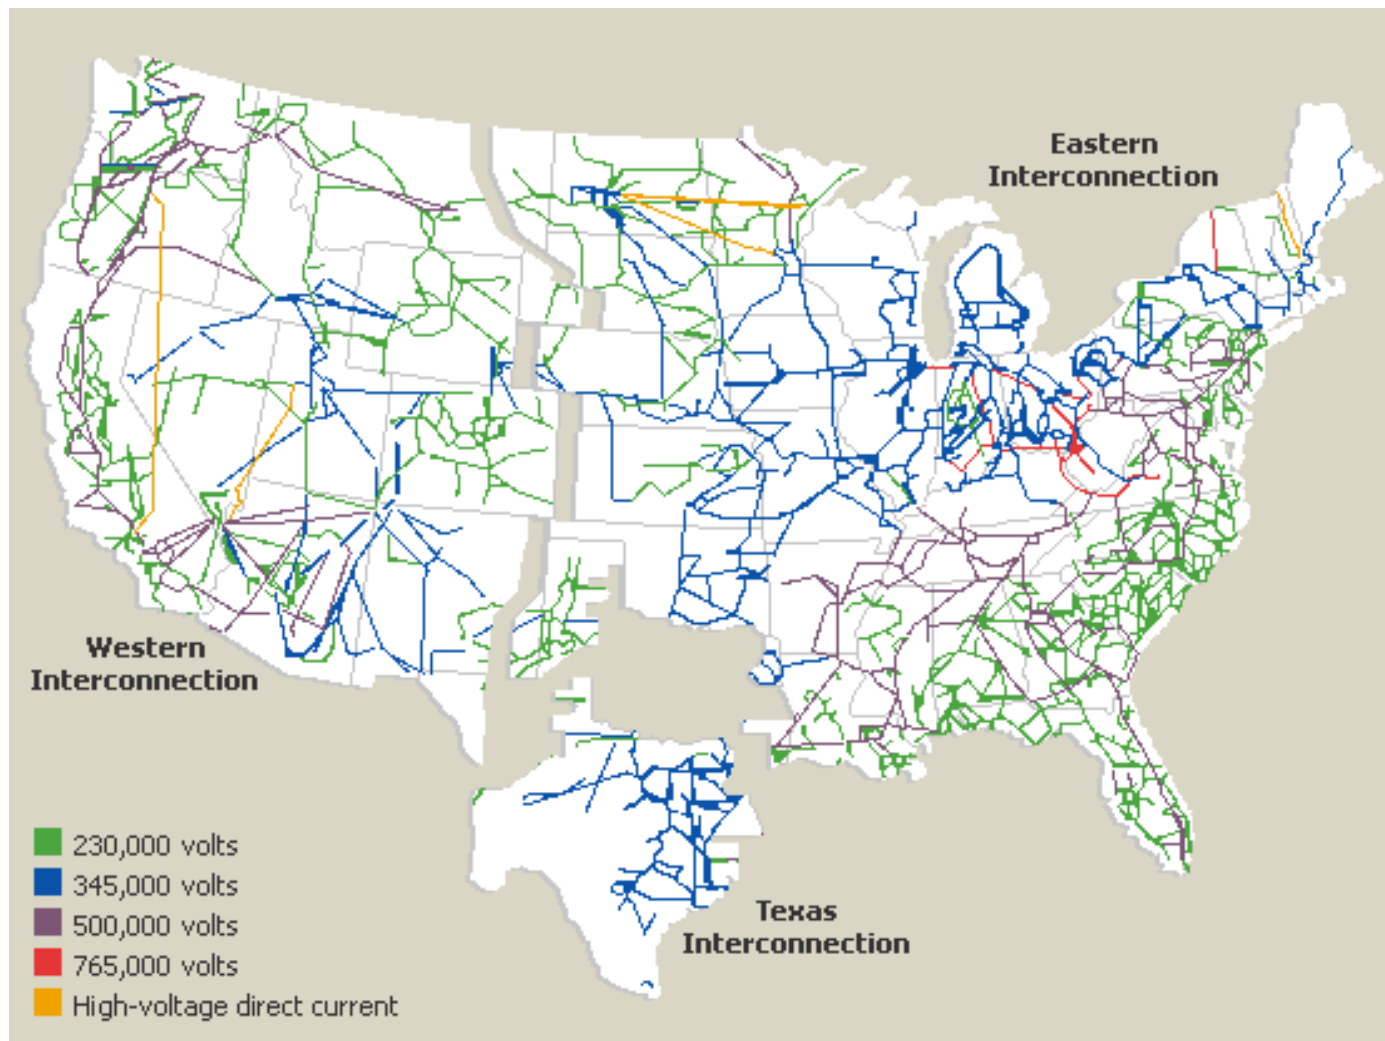 Eastern
Interconnection
Western
Interconnection
230,000 volts
345,000 volts
500,000 volts
765,000 volts
High-voltage direct current
Texas
Interconnection